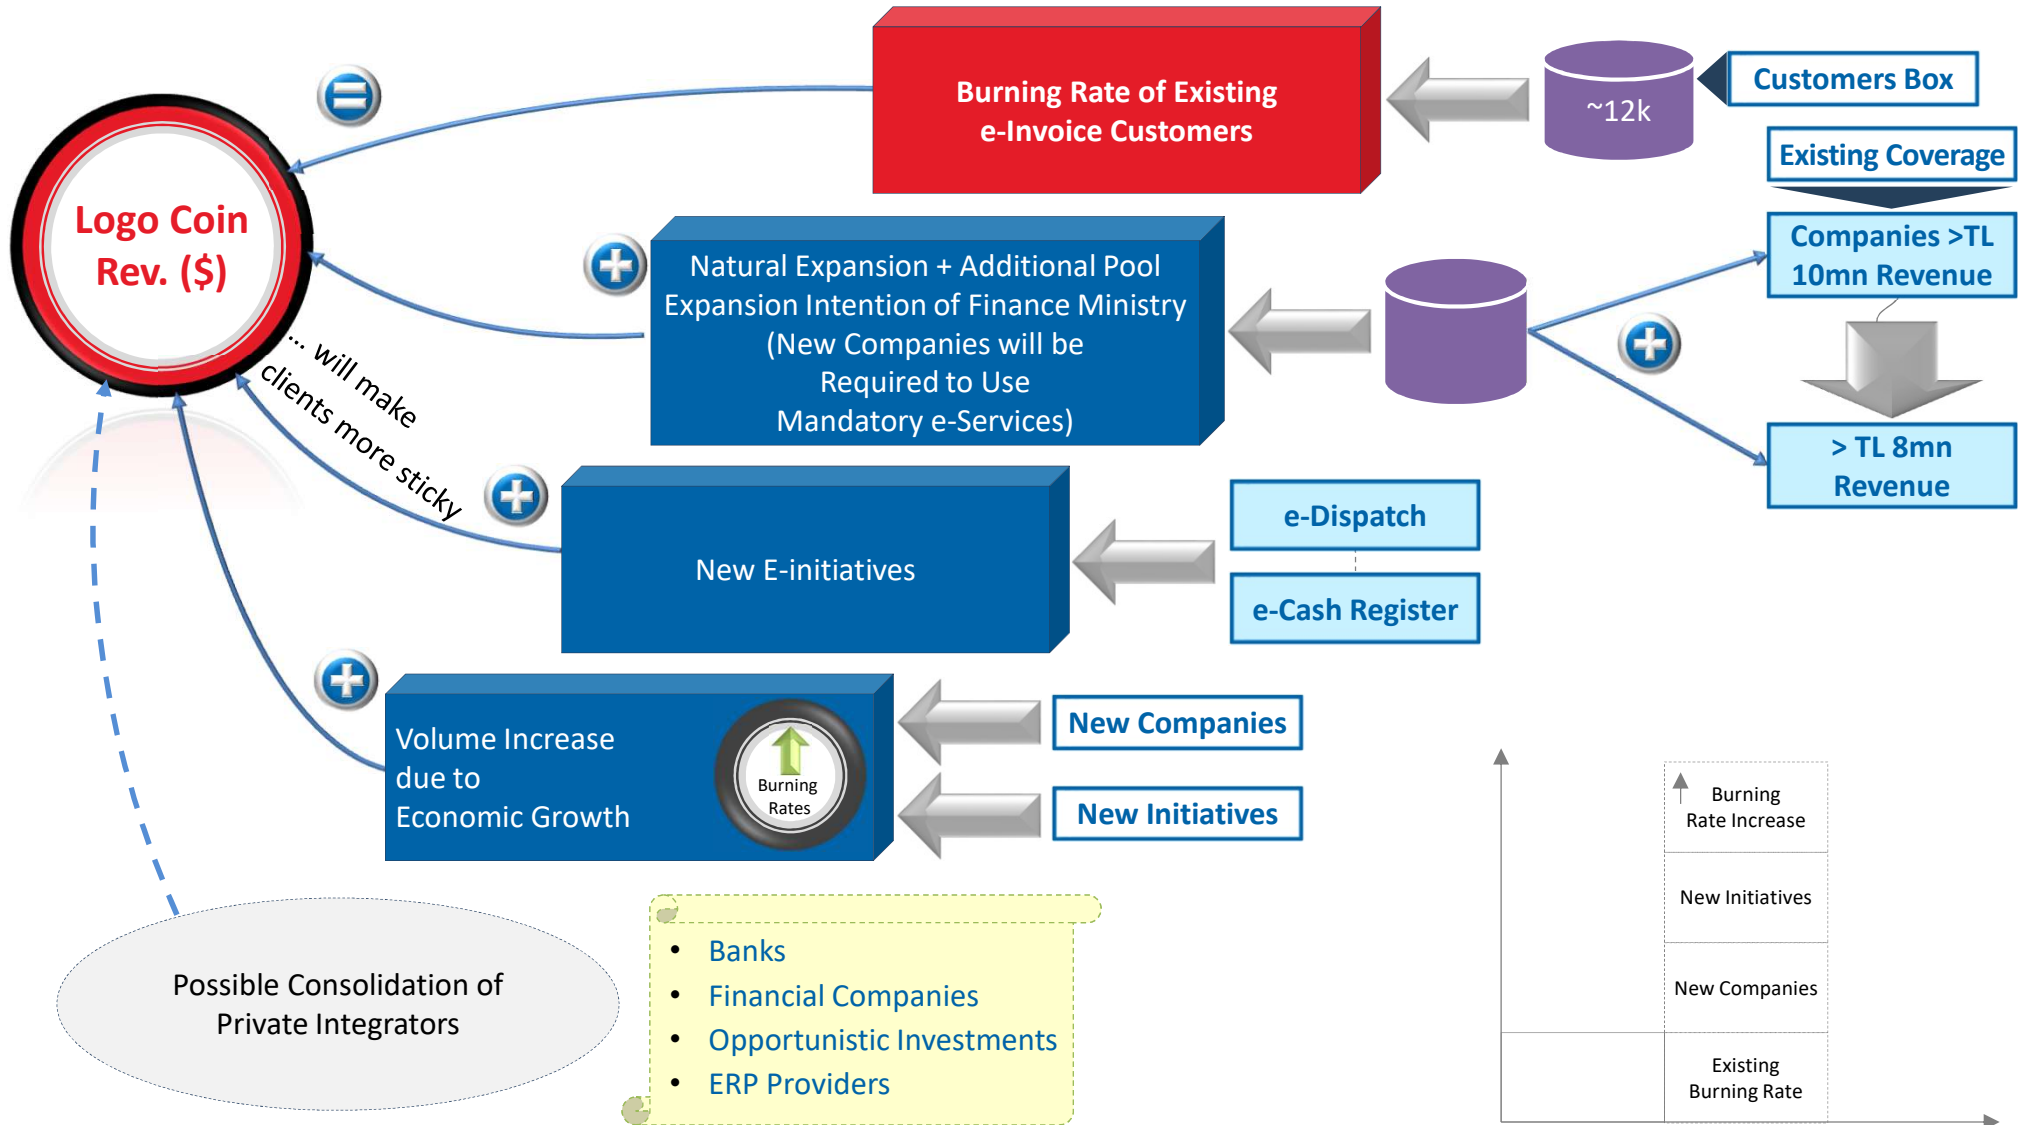 Burning Rate of Existing
e-Invoice Customers
~12k
Customers Box
Existing Coverage
Logo Coin
Rev. ($)
Natural Expansion + Additional Pool
Expansion Intention of Finance Ministry
(New Companies will be
Required to Use
Mandatory e-Services)
Companies >TL
10mn Revenue
> TL 8mn
Revenue
... will make
clients more sticky
New E-initiatives
e-Dispatch
e-Cash Register
Volume Increase
due to
Economic Growth
Burning
Rates
New Companies
New Initiatives
Possible Consolidation of
Private Integrators
• Banks
• Financial Companies
• Opportunistic Investments
• ERP Providers
Burning
Rate Increase
New Initiatives
New Companies
Existing
Burning Rate